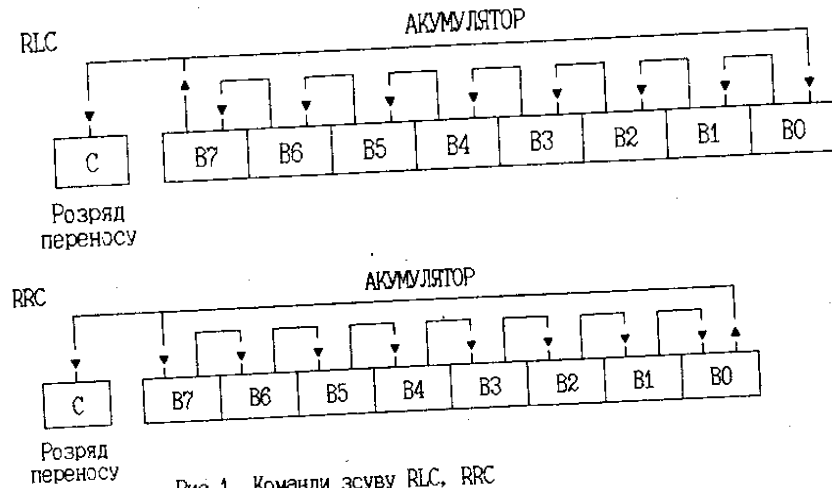 RLC
АКУМУЛЯТОР
C B7 B6 B5 B4 B3 B2 B1 B0
Розряд
переносу
RRC
АКУМУЛЯТОР
C B7 B6 B5 B4 B3 B2 B1 B0
Розряд
переносу
Рис.1. Команди зсуву RLC, RRC